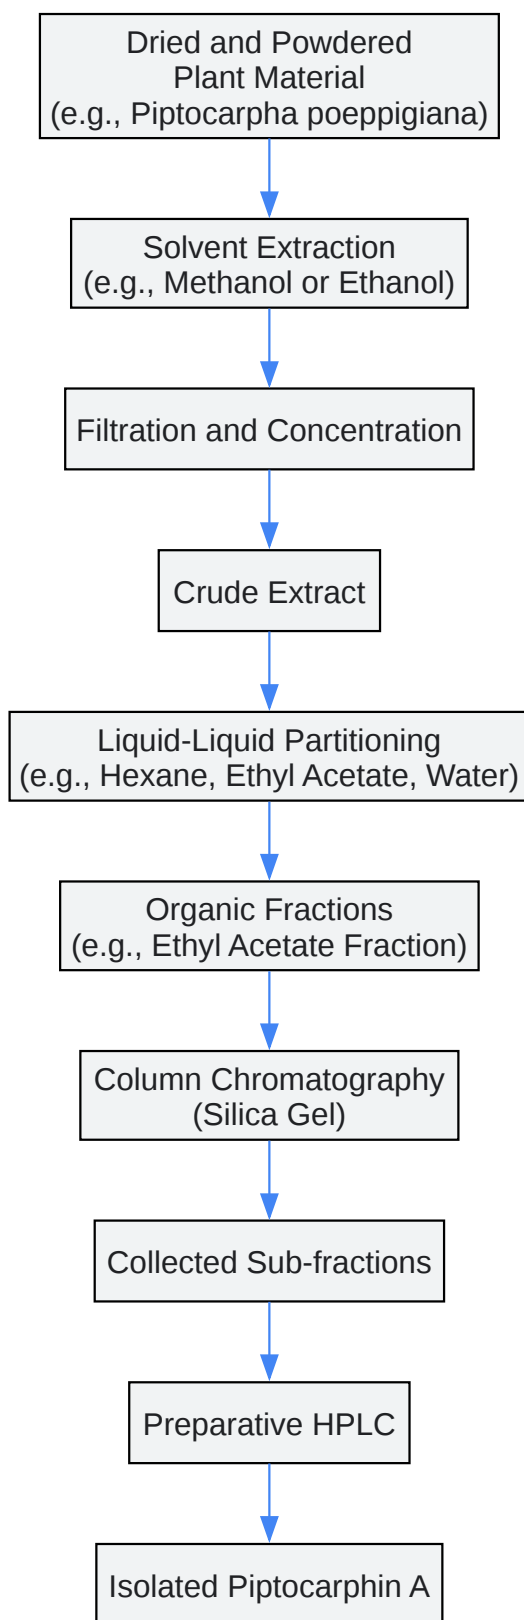 Dried and Powdered
Plant Material
(e.g., Piptocarpha poeppigiana)
Solvent Extraction
(e.g., Methanol or Ethanol)
Filtration and Concentration
Crude Extract
Liquid-Liquid Partitioning
(e.g., Hexane, Ethyl Acetate, Water)
Organic Fractions
(e.g., Ethyl Acetate Fraction)
Column Chromatography
(Silica Gel)
Collected Sub-fractions
Preparative HPLC
Isolated Piptocarphin A